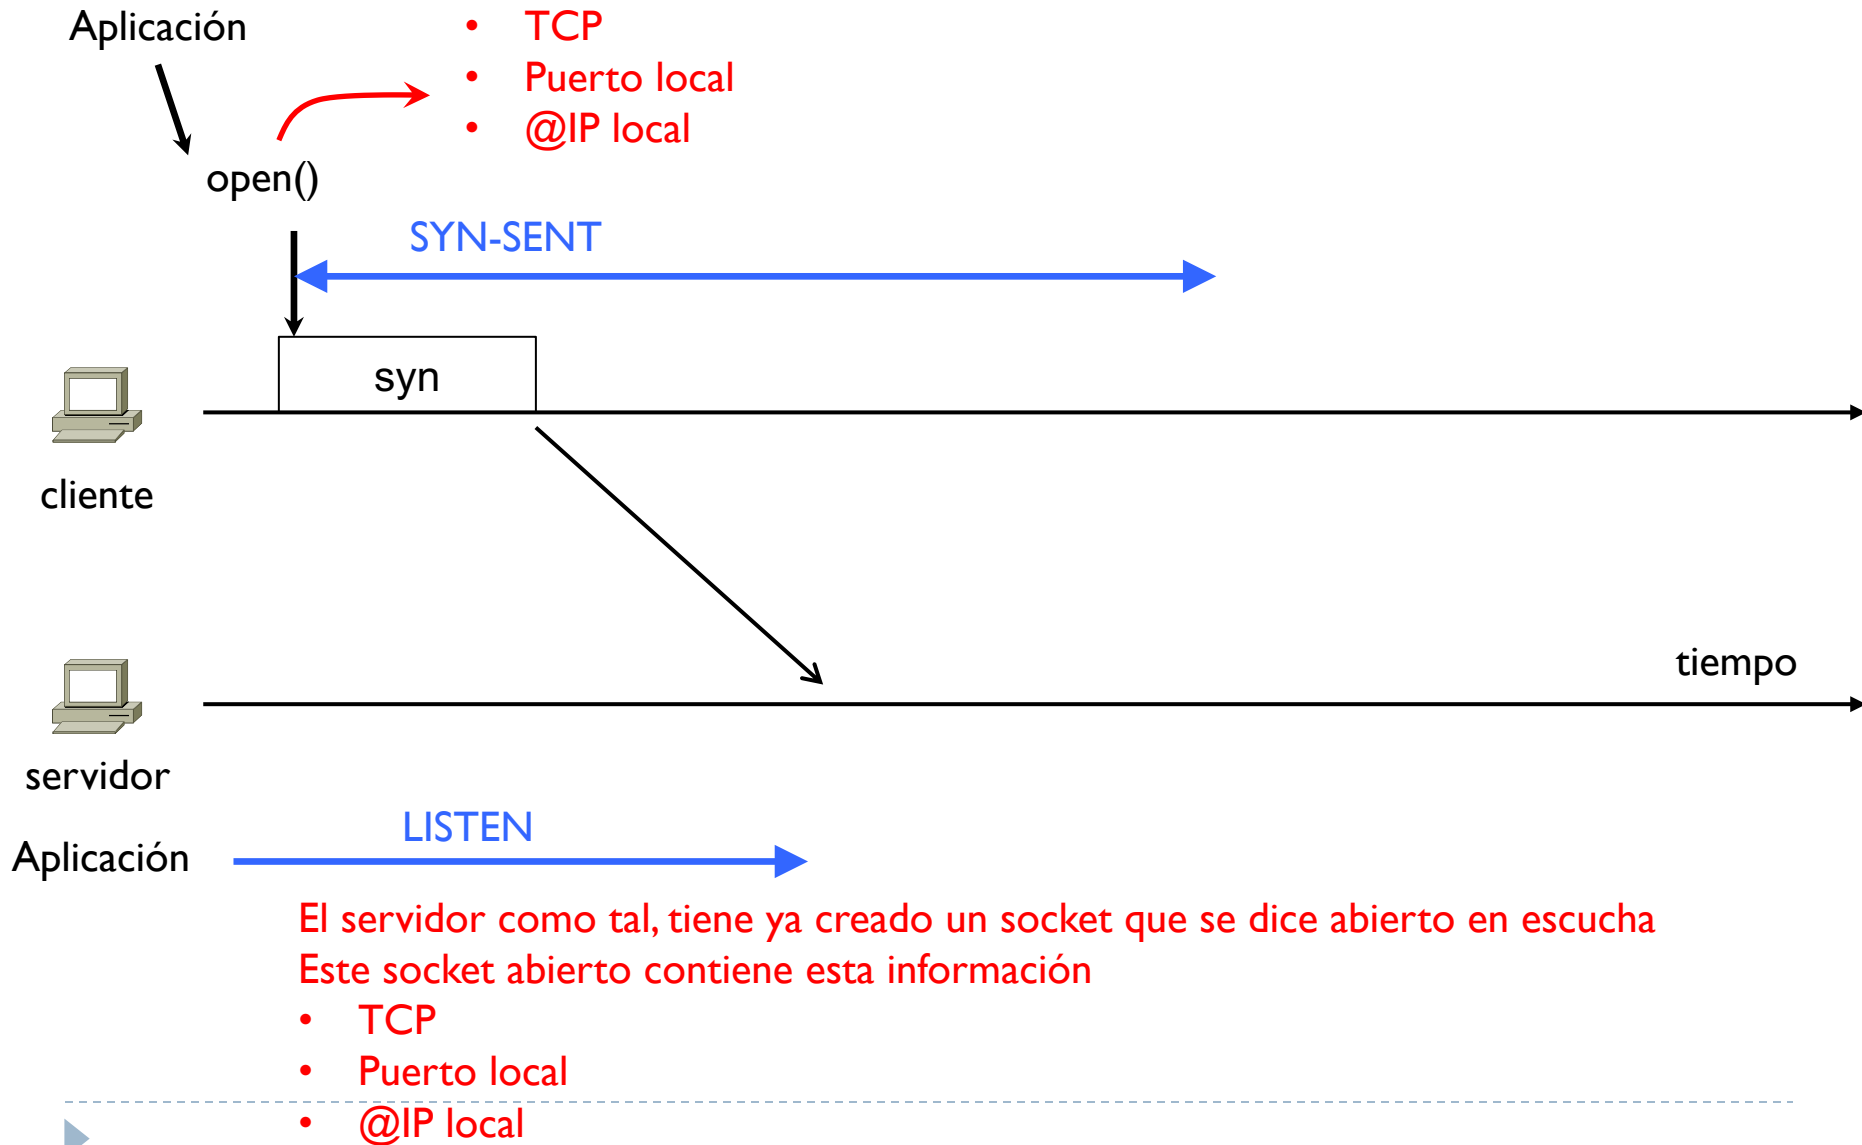 Aplicación
• TCP
• Puerto local
• @IP local
open()
SYN-SENT
syn
cliente
tiempo
servidor
LISTEN
Aplicación
El servidor como tal, tiene ya creado un socket que se dice abierto en escucha
Este socket abierto contiene esta información
• TCP
• Puerto local
• @IP local